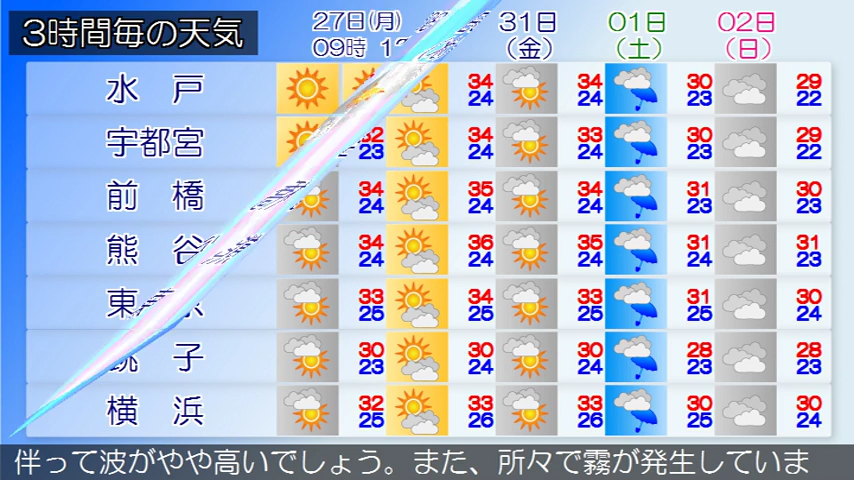 3時間毎の天気
27日(月) 31日 01日 02日
09時 (金) (土) (日)
水戸 34 34 30 29
24 24 23 22
宇都宮 32 34 33 30 29
23 24 24 23 22
前橋 34 35 34 31 30
24 24 24 23 23
熊谷 34 36 35 31 31
24 24 24 24 23
東 33 34 33 31 30
25 25 25 25 24
子 30 30 30 28 28
23 24 24 23 23
横浜 32 33 33 30 30
25 26 26 25 24
伴って波がやや高いでしょう。また、所々で霧が発生していま